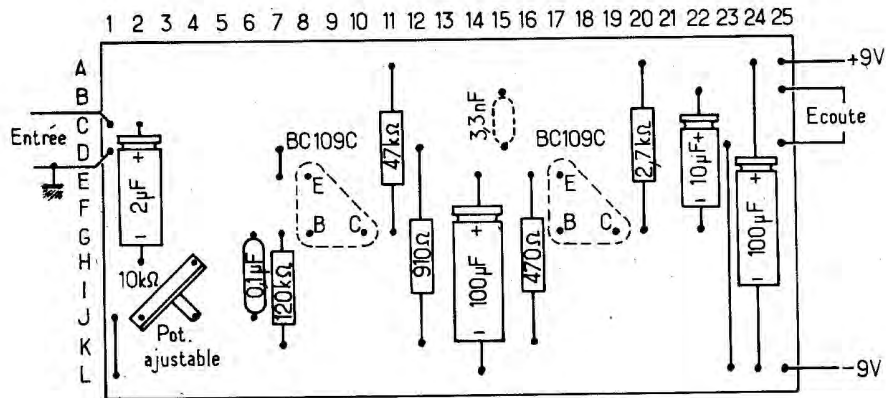 1 2 3 4 5 6 7 8 9 10 11 12 13 14 15 16 17 18 19 20 21 22 23 24 25
A
B
C
D
E
F
G
H
I
J
K
L
Entrée
+
2µF
–
10kΩ
Pot.
ajustable
0,1µF
120kΩ
BC109C
E
B
C
47kΩ
910Ω
+
100µF
–
3,3nF
470Ω
BC109C
E
B
C
2,7kΩ
+
10µF
–
+
100µF
–
+9V
Ecoute
-9V